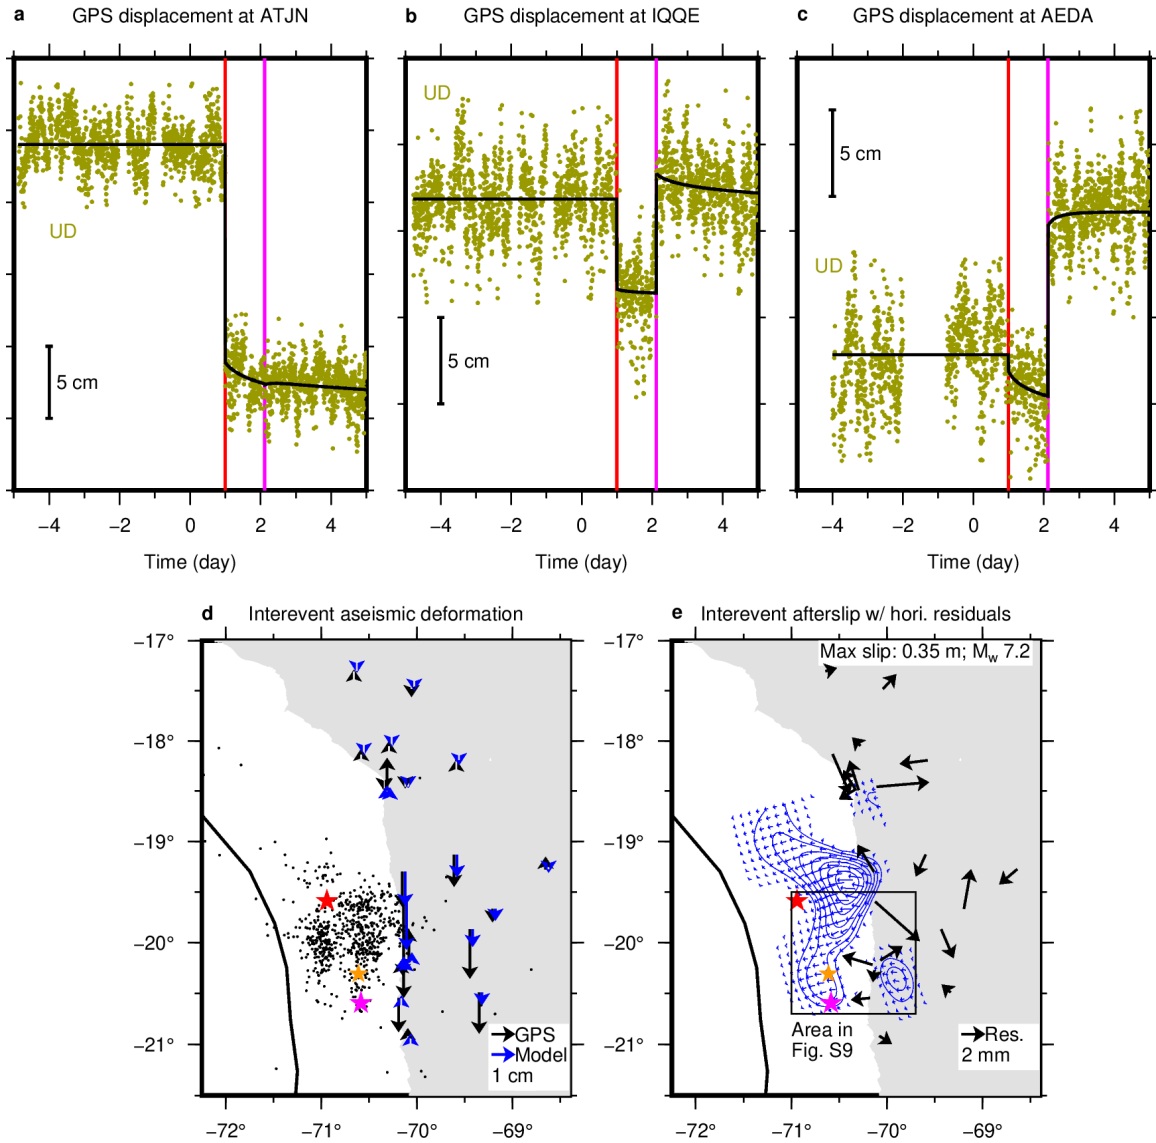 a GPS displacement at ATJN
UD
5 cm
−4 −2 0 2 4
Time (day)
b GPS displacement at IQQE
UD
5 cm
−4 −2 0 2 4
Time (day)
c GPS displacement at AEDA
5 cm
UD
−4 −2 0 2 4
Time (day)
d Interevent aseismic deformation
−17°
−18°
−19°
−20°
−21°
GPS
Model
1 cm
−72° −71° −70° −69°
e Interevent afterslip w/ hori. residuals
Max slip: 0.35 m; Mw 7.2
−17°
−18°
−19°
−20°
−21°
Area in
Fig. S9
Res.
2 mm
−72° −71° −70° −69°